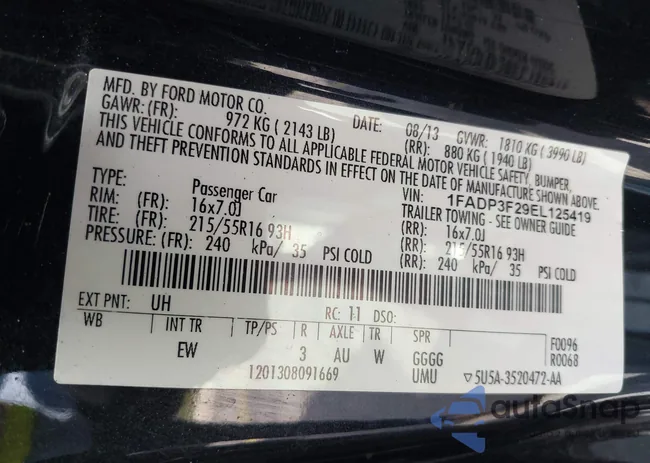 MFD. BY FORD MOTOR CO.
DATE: 08/13 GVWR: 1810 KG (3990 LB)
GAWR: (FR): 972 KG (2143 LB) (RR): 880 KG (1940 LB)
THIS VEHICLE CONFORMS TO ALL APPLICABLE FEDERAL MOTOR VEHICLE SAFETY, BUMPER,
AND THEFT PREVENTION STANDARDS IN EFFECT ON THE DATE OF MANUFACTURE SHOWN ABOVE.
VIN: 1FADP3F29EL125419
TYPE: Passenger Car TRAILER TOWING - SEE OWNER GUIDE
RIM: (FR): 16x7.0J (RR): 16x7.0J
TIRE: (FR): 215/55R16 93H (RR): 215/55R16 93H
PRESSURE: (FR): 240 kPa/ 35 PSI COLD (RR): 240 kPa/ 35 PSI COLD
EXT PNT: UH RC: 11 DSO:
WB INT TR TP/PS R AXLE TR SPR F0096
EW 3 AU W GGGG R0068
1201308091669 UMU ▽5U5A-3520472-AA
autoSnap